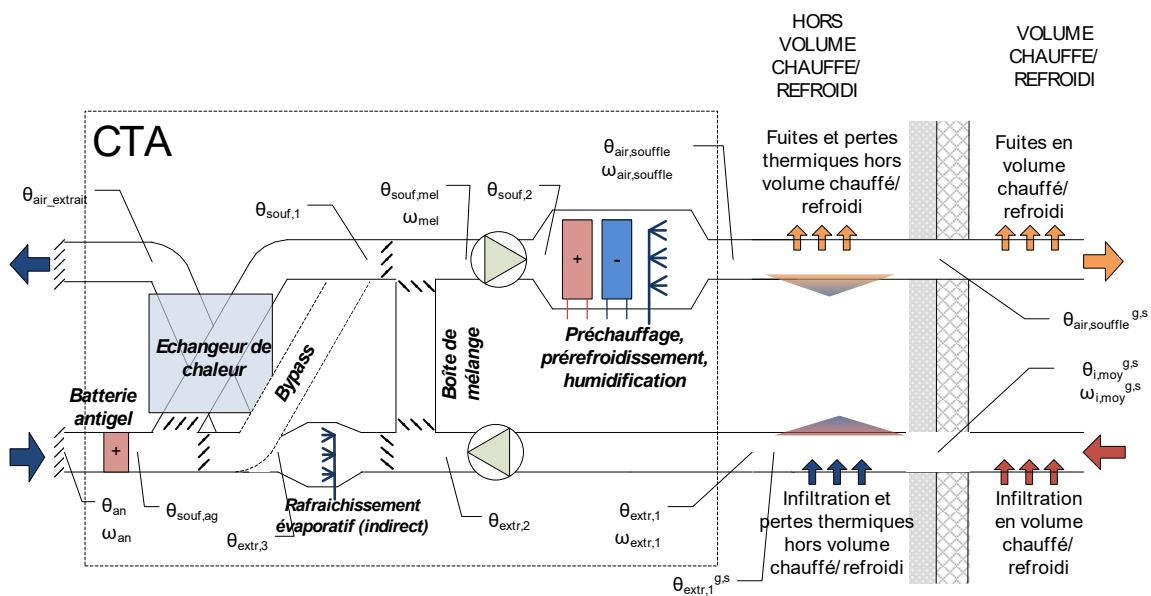 HORS
VOLUME
CHAUFFE/
REFROIDI
VOLUME
CHAUFFE/
REFROIDI
CTA
θair_extrait
θsouf,1
θsouf,mel
ωmel
θsouf,2
θair,souffle
ωair,souffle
Fuites et pertes
thermiques hors
volume chauffé/
refroidi
Fuites en
volume
chauffé/
refroidi
+
-
Echangeur de
chaleur
Bypass
Boîte de
mélange
Préchauffage,
prérefroidissement,
humidification
θair,souffle g,s
θi,moy g,s
ωi,moy g,s
Batterie
antigel
+
θan
ωan
θsouf,ag
θextr,3
Rafraichissement
évaporatif (indirect)
θextr,2
θextr,1
ωextr,1
θextr,1 g,s
Infiltration et
pertes thermiques
hors volume
chauffé/refroidi
Infiltration
en volume
chauffé/
refroidi